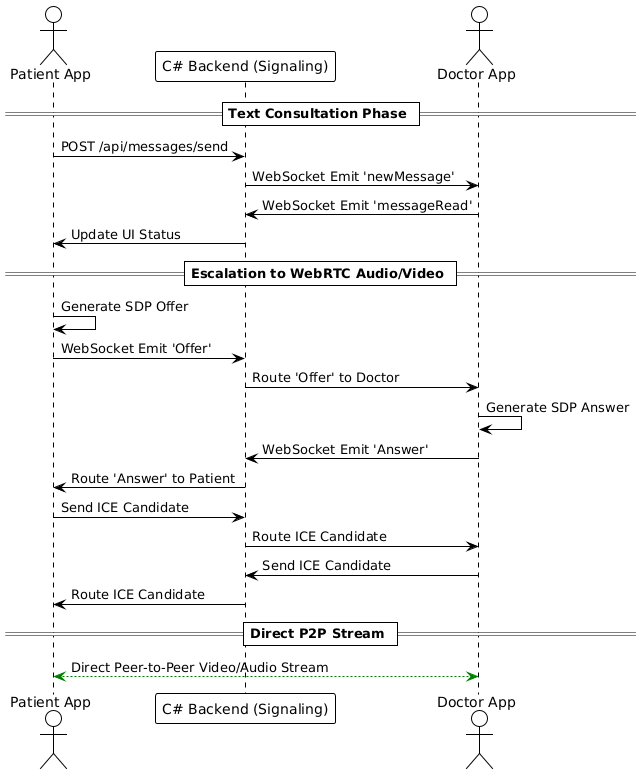 Patient App
C# Backend (Signaling)
Doctor App
Text Consultation Phase
POST /api/messages/send
WebSocket Emit 'newMessage'
WebSocket Emit 'messageRead'
Update UI Status
Escalation to WebRTC Audio/Video
Generate SDP Offer
WebSocket Emit 'Offer'
Route 'Offer' to Doctor
Generate SDP Answer
WebSocket Emit 'Answer'
Route 'Answer' to Patient
Send ICE Candidate
Route ICE Candidate
Send ICE Candidate
Route ICE Candidate
Direct P2P Stream
Direct Peer-to-Peer Video/Audio Stream
Patient App
C# Backend (Signaling)
Doctor App